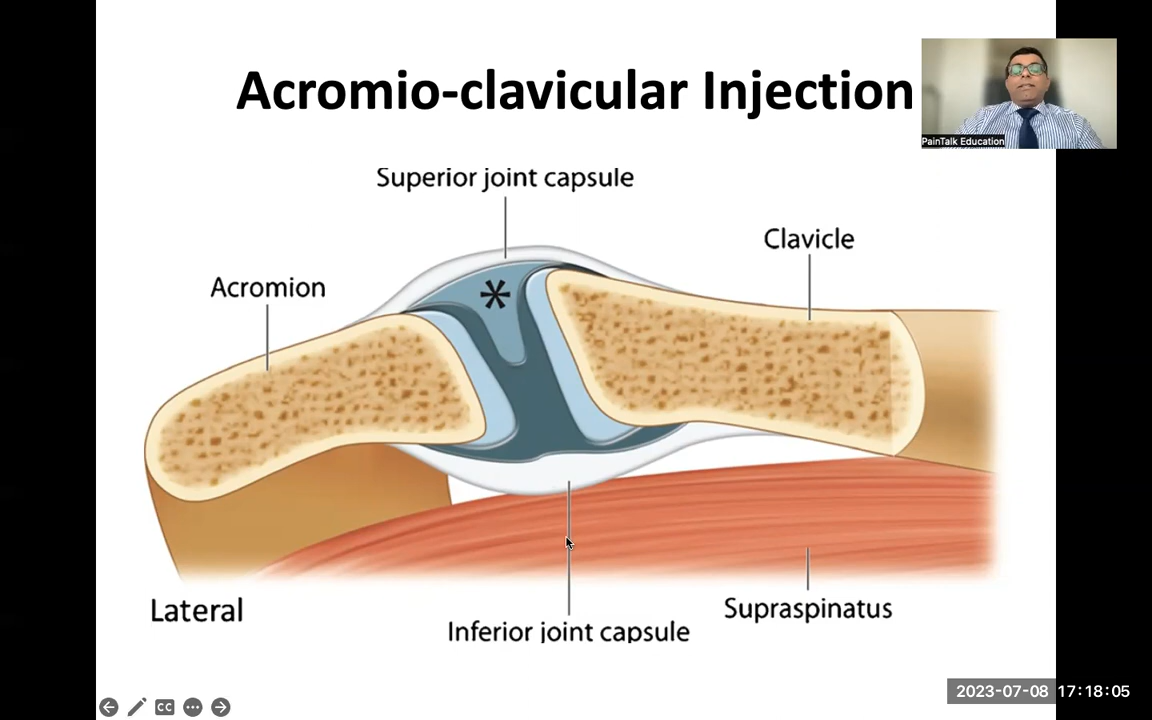 Acromio-clavicular Injection
PainTalk Education
Superior joint capsule
Clavicle
Acromion
*
Lateral
Supraspinatus
Inferior joint capsule
CC
2023-07-08 17:18:05